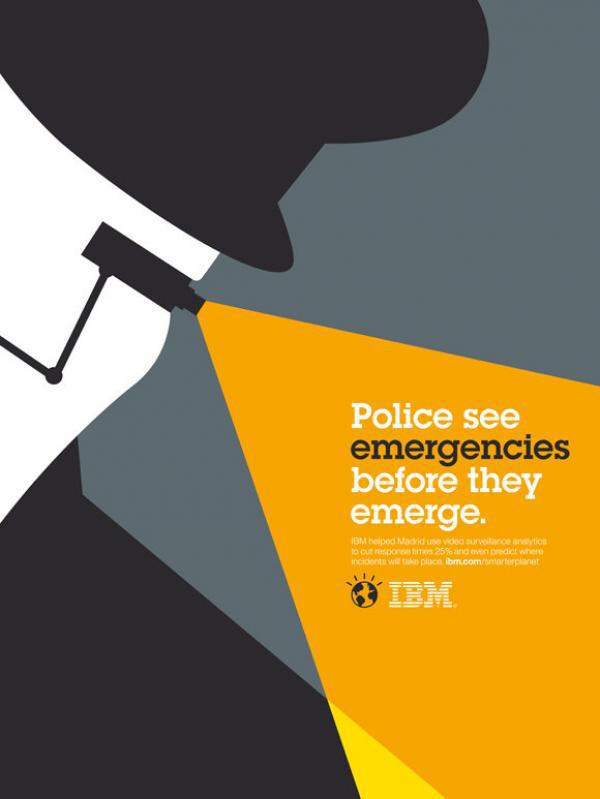 Police see
emergencies
before they
emerge.
IBM helped Madrid use video surveillance analytics
to cut response times 25% and even predict where
incidents will take place. ibm.com/smarterplanet
IBM®